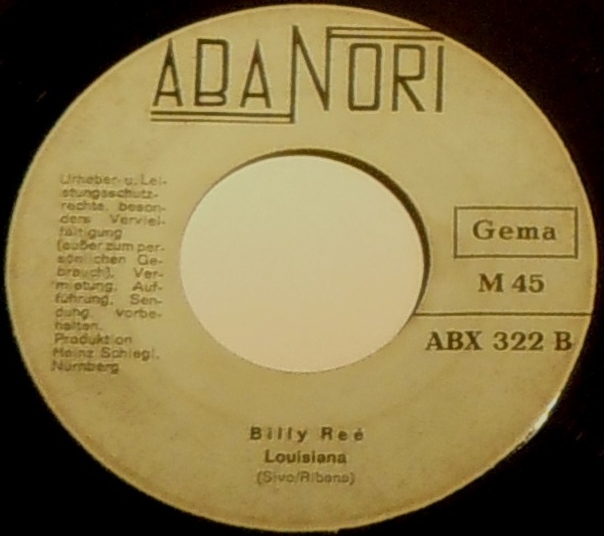 ABANORI
Urheber- u. Lei-
stungsschutz-
rechte, beson-
ders Verviel-
fältigung
(außer zum per-
sönlichen Ge-
brauch), Ver-
mietung, Auf-
führung, Sen-
dung, vorbe-
halten.
Produktion
Heinz Schlegl,
Nürnberg
Gema
M 45
ABX 322 B
Billy Reé
Louisiana
(Sivo/Ribana)